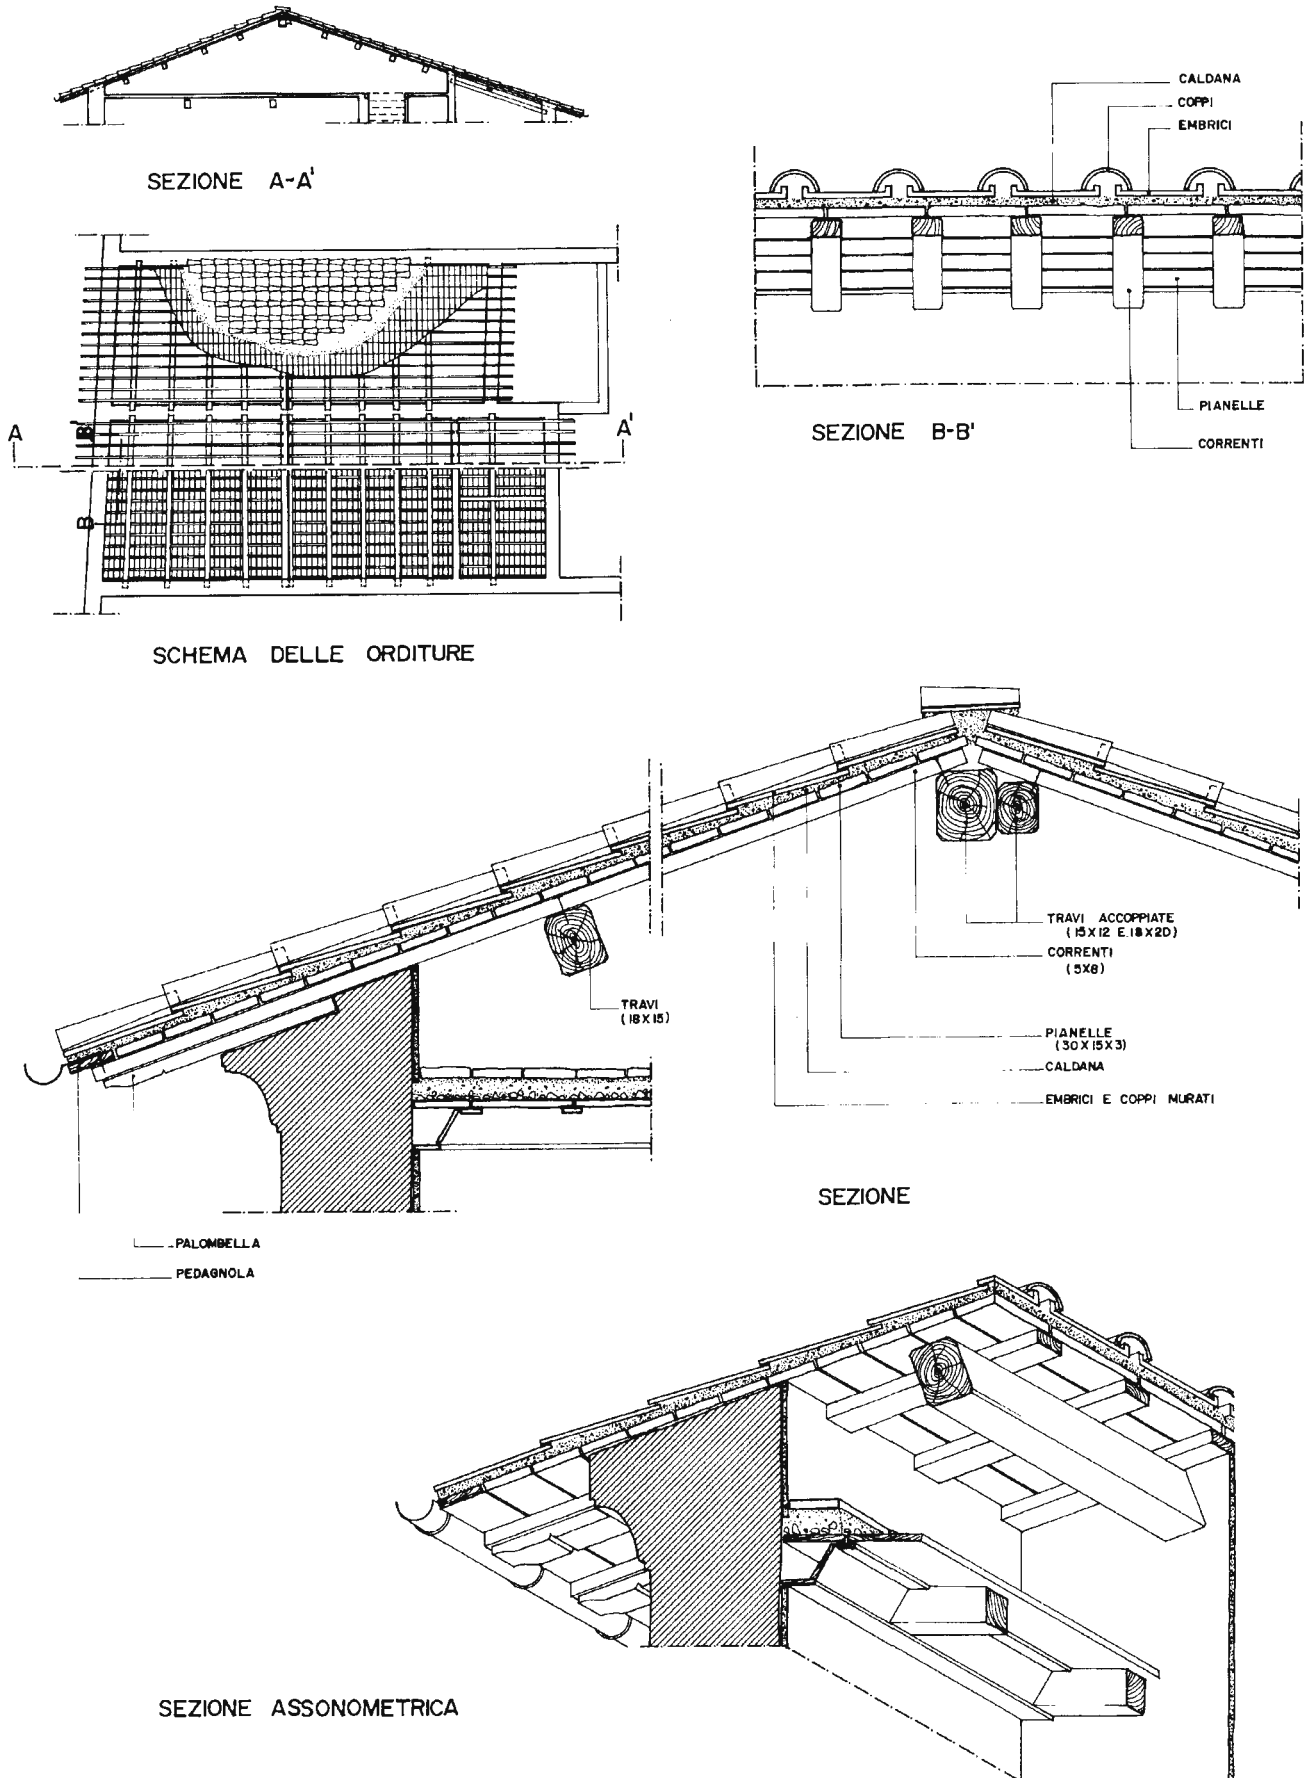 SEZIONE A-A'
CALDANA
COPPI
EMBRICI
PIANELLE
CORRENTI
SEZIONE B-B'
A
A'
B'
B
SCHEMA DELLE ORDITURE
TRAVI ACCOPPIATE
(15X12 E.18X20)
CORRENTI
(5X8)
TRAVI
(18X15)
PIANELLE
(30X15X3)
CALDANA
EMBRICI E COPPI MURATI
SEZIONE
PALOMBELLA
PEDAGNOLA
SEZIONE ASSONOMETRICA